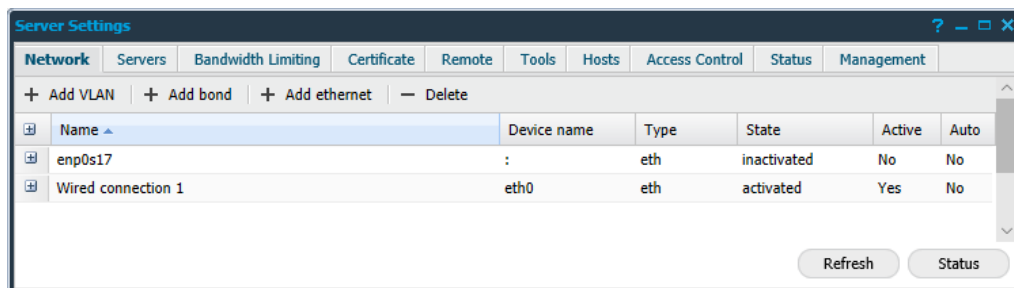 Server Settings
Network Servers Bandwidth Limiting Certificate Remote Tools Hosts Access Control Status Management
+ Add VLAN + Add bond + Add ethernet — Delete
Name Device name Type State Active Auto
enp0s17 : eth inactivated No No
Wired connection 1 eth0 eth activated Yes No
Refresh Status